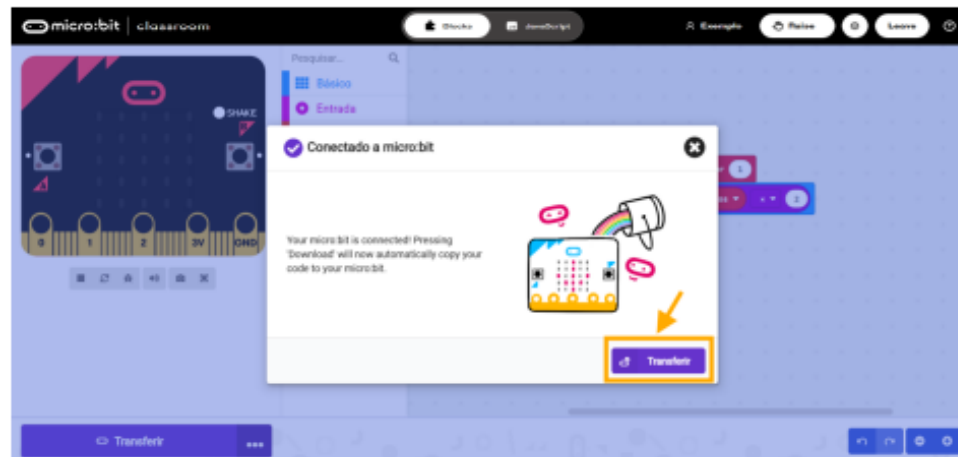 micro:bit | classroom
Blocks
JavaScript
Exemplo
Raise
Leave
Pesquisar...
Básico
Entrada
SHAKE
0 1 2 3V GND
Conectado a micro:bit
Your micro:bit is connected! Pressing
'Download' will now automatically copy your
code to your micro:bit.
Transferir
1
Transferir